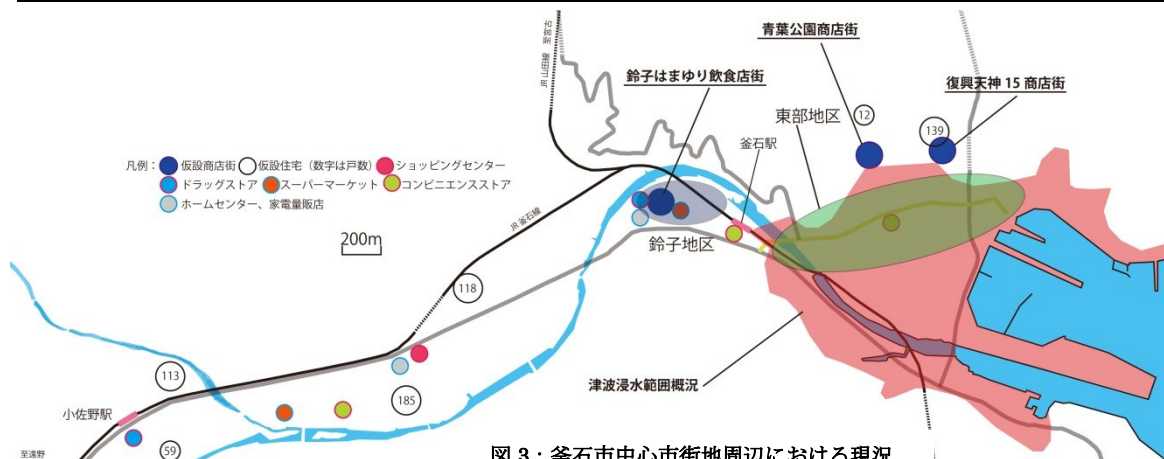 青葉公園商店街
鈴子はまゆり飲食店街
復興天神 15 商店街
JR 山田線 至宮古
東部地区
12
139
釜石駅
凡例： 仮設商店街 仮設住宅（数字は戸数） ショッピングセンター
ドラッグストア スーパーマーケット コンビニエンスストア
ホームセンター、家電量販店
JR 釜石線
200m
鈴子地区
118
113
185
津波浸水範囲概況
小佐野駅
59
至遠野
図 3：釜石市中心市街地周辺における現況